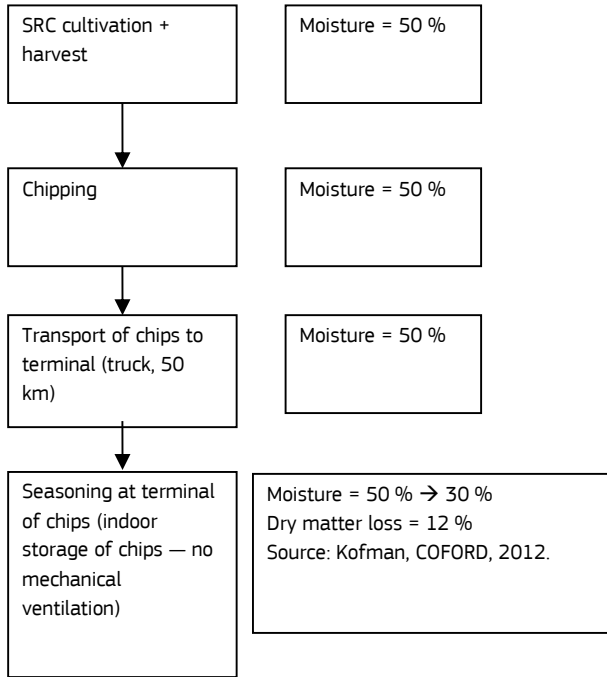 SRC cultivation +
harvest
Moisture = 50 %
Chipping
Moisture = 50 %
Transport of chips to
terminal (truck, 50
km)
Moisture = 50 %
Seasoning at terminal
of chips (indoor
storage of chips — no
mechanical
ventilation)
Moisture = 50 % → 30 %
Dry matter loss = 12 %
Source: Kofman, COFORD, 2012.